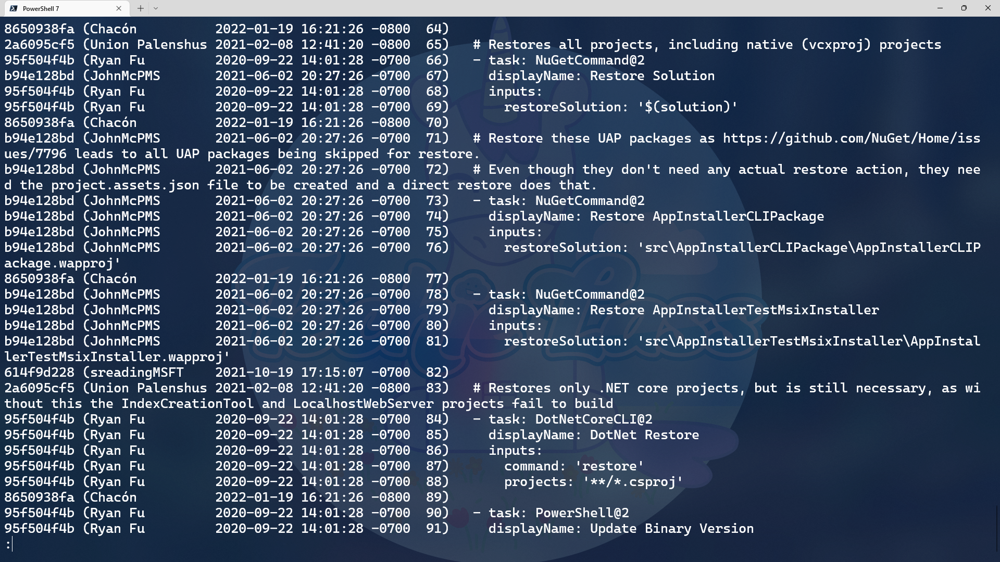 PowerShell 7
8650938fa (Chacón          2022-01-19 16:21:26 -0800  64)
2a6095cf5 (Union Palenshus 2021-02-08 12:41:20 -0800  65)   # Restores all projects, including native (vcxproj) projects
95f504f4b (Ryan Fu         2020-09-22 14:01:28 -0700  66)   - task: NuGetCommand@2
b94e128bd (JohnMcPMS       2021-06-02 20:27:26 -0700  67)     displayName: Restore Solution
95f504f4b (Ryan Fu         2020-09-22 14:01:28 -0700  68)     inputs:
95f504f4b (Ryan Fu         2020-09-22 14:01:28 -0700  69)       restoreSolution: '$(solution)'
8650938fa (Chacón          2022-01-19 16:21:26 -0800  70)
b94e128bd (JohnMcPMS       2021-06-02 20:27:26 -0700  71)   # Restore these UAP packages as https://github.com/NuGet/Home/iss
ues/7796 leads to all UAP packages being skipped for restore.
b94e128bd (JohnMcPMS       2021-06-02 20:27:26 -0700  72)   # Even though they don't need any actual restore action, they nee
d the project.assets.json file to be created and a direct restore does that.
b94e128bd (JohnMcPMS       2021-06-02 20:27:26 -0700  73)   - task: NuGetCommand@2
b94e128bd (JohnMcPMS       2021-06-02 20:27:26 -0700  74)     displayName: Restore AppInstallerCLIPackage
b94e128bd (JohnMcPMS       2021-06-02 20:27:26 -0700  75)     inputs:
b94e128bd (JohnMcPMS       2021-06-02 20:27:26 -0700  76)       restoreSolution: 'src\AppInstallerCLIPackage\AppInstallerCLIP
ackage.wapproj'
8650938fa (Chacón          2022-01-19 16:21:26 -0800  77)
b94e128bd (JohnMcPMS       2021-06-02 20:27:26 -0700  78)   - task: NuGetCommand@2
b94e128bd (JohnMcPMS       2021-06-02 20:27:26 -0700  79)     displayName: Restore AppInstallerTestMsixInstaller
b94e128bd (JohnMcPMS       2021-06-02 20:27:26 -0700  80)     inputs:
b94e128bd (JohnMcPMS       2021-06-02 20:27:26 -0700  81)       restoreSolution: 'src\AppInstallerTestMsixInstaller\AppInstal
lerTestMsixInstaller.wapproj'
614f9d228 (sreadingMSFT    2021-10-19 17:15:07 -0700  82)
2a6095cf5 (Union Palenshus 2021-02-08 12:41:20 -0800  83)   # Restores only .NET core projects, but is still necessary, as wi
thout this the IndexCreationTool and LocalhostWebServer projects fail to build
95f504f4b (Ryan Fu         2020-09-22 14:01:28 -0700  84)   - task: DotNetCoreCLI@2
95f504f4b (Ryan Fu         2020-09-22 14:01:28 -0700  85)     displayName: DotNet Restore
95f504f4b (Ryan Fu         2020-09-22 14:01:28 -0700  86)     inputs:
95f504f4b (Ryan Fu         2020-09-22 14:01:28 -0700  87)       command: 'restore'
95f504f4b (Ryan Fu         2020-09-22 14:01:28 -0700  88)       projects: '**/*.csproj'
8650938fa (Chacón          2022-01-19 16:21:26 -0800  89)
95f504f4b (Ryan Fu         2020-09-22 14:01:28 -0700  90)   - task: PowerShell@2
95f504f4b (Ryan Fu         2020-09-22 14:01:28 -0700  91)     displayName: Update Binary Version
:
Techie Lass